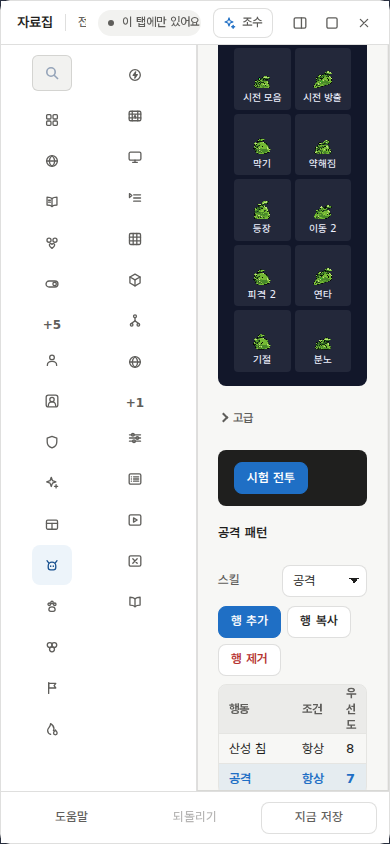 자료집
이 탭에만 있어요
조수
+5
+1
시전 모음
시전 방출
막기
약해짐
등장
이동 2
피격 2
연타
기절
분노
고급
시험 전투
공격 패턴
스킬
공격
행 추가
행 복사
행 제거
행동
조건
우선도
산성 침
항상
8
공격
항상
7
도움말
되돌리기
지금 저장